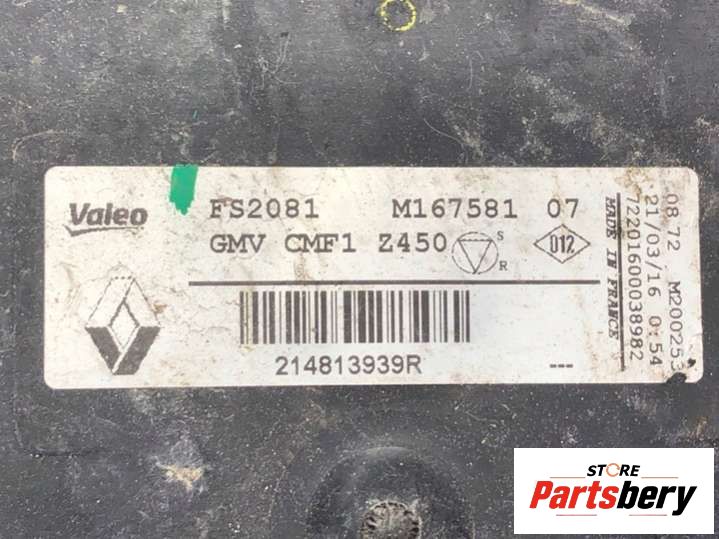 Valeo
FS2081 M167581 07
GMV CMF1 Z450 S R D12
214813939R ---
MADE IN FRANCE
7220160003898​2
21/03/16 0:54
08.72 M200253
STORE
Partsbery